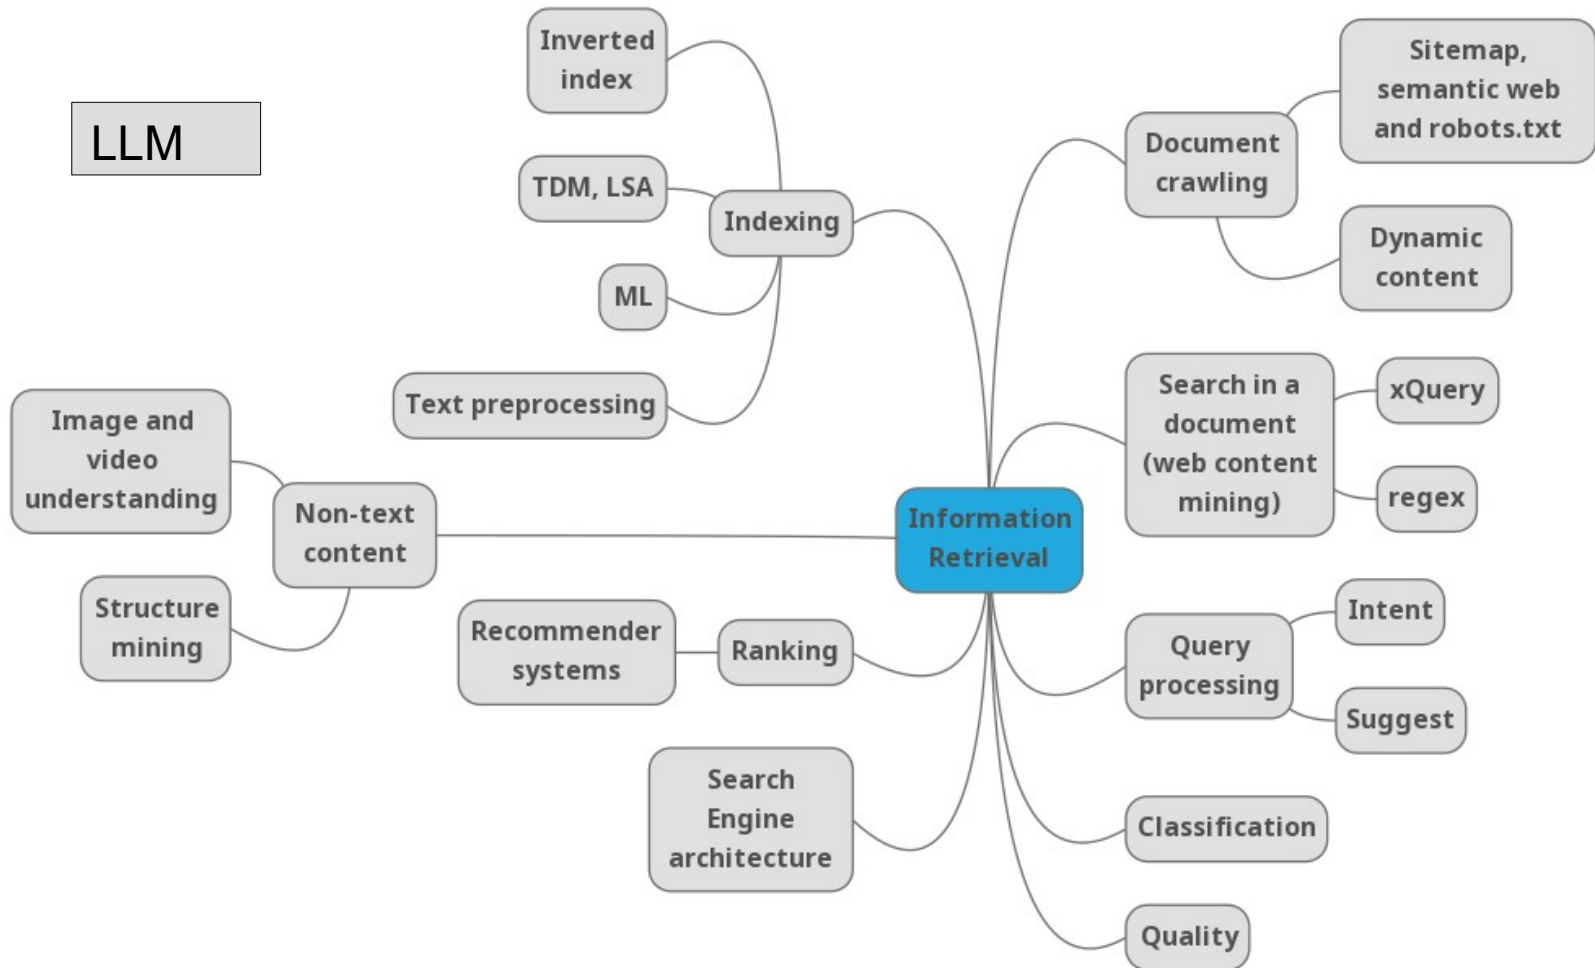 LLM
Inverted
index
TDM, LSA
Indexing
ML
Text preprocessing
Image and
video
understanding
Non-text
content
Structure
mining
Recommender
systems
Ranking
Search
Engine
architecture
Information
Retrieval
Document
crawling
Sitemap,
semantic web
and robots.txt
Dynamic
content
Search in a
document
(web content
mining)
xQuery
regex
Query
processing
Intent
Suggest
Classification
Quality